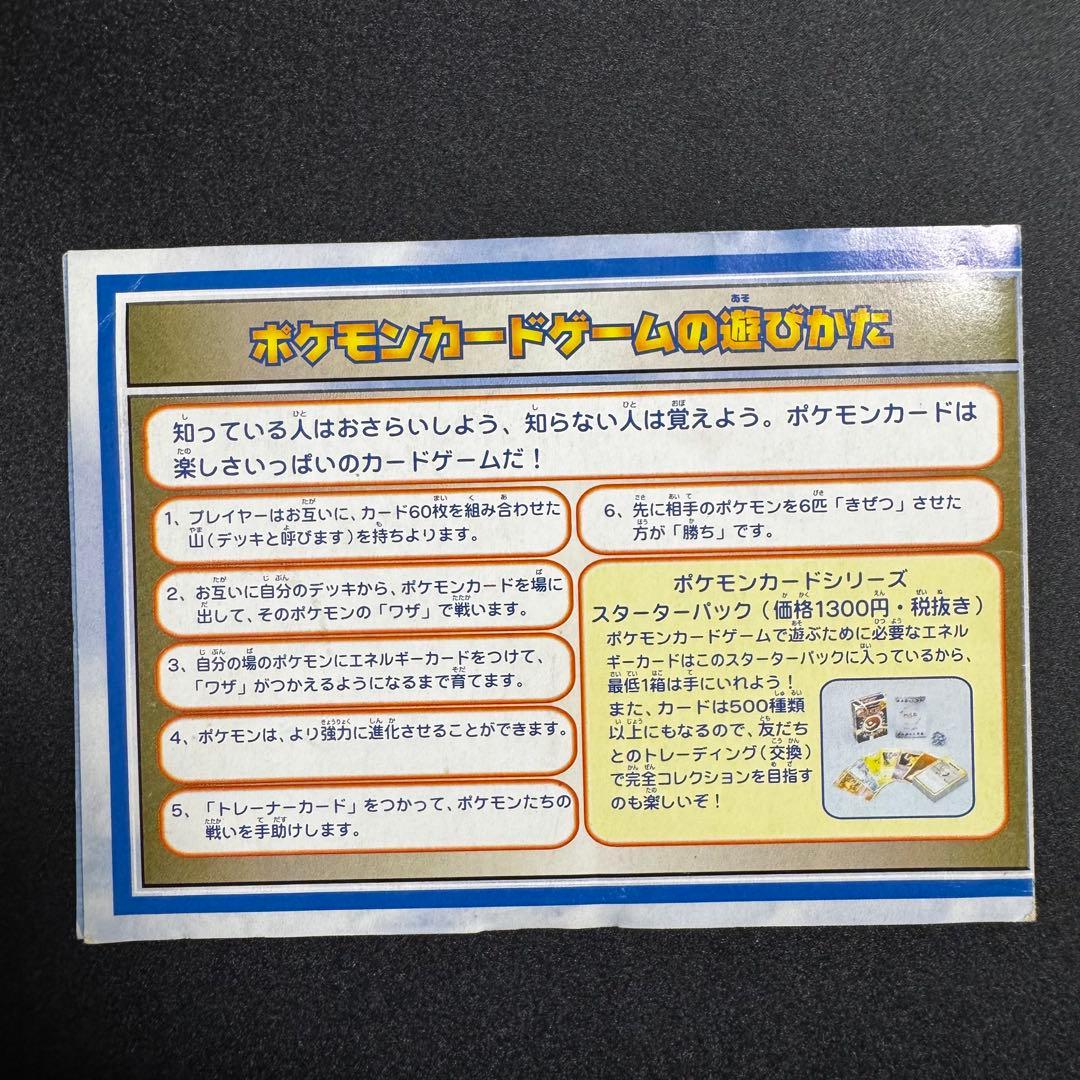 ポケモンカードゲームの遊びかた
知っている人はおさらいしよう、知らない人は覚えよう。ポケモンカードは
楽しさいっぱいのカードゲームだ！
1、プレイヤーはお互いに、カード60枚を組み合わせた
山（デッキと呼びます）を持ちよります。
2、お互いに自分のデッキから、ポケモンカードを場に
出して、そのポケモンの「ワザ」で戦います。
3、自分の場のポケモンにエネルギーカードをつけて、
「ワザ」がつかえるようになるまで育てます。
4、ポケモンは、より強力に進化させることができます。
5、「トレーナーカード」をつかって、ポケモンたちの
戦いを手助けします。
6、先に相手のポケモンを6匹「きぜつ」させた
方が「勝ち」です。
ポケモンカードシリーズ
スターターパック（価格1300円・税抜き）
ポケモンカードゲームで遊ぶために必要なエネル
ギーカードはこのスターターパックに入っているから、
最低1箱は手にいれよう！
また、カードは500種類
以上にもなるので、友だち
とのトレーディング（交換）
で完全コレクションを目指す
のも楽しいぞ！